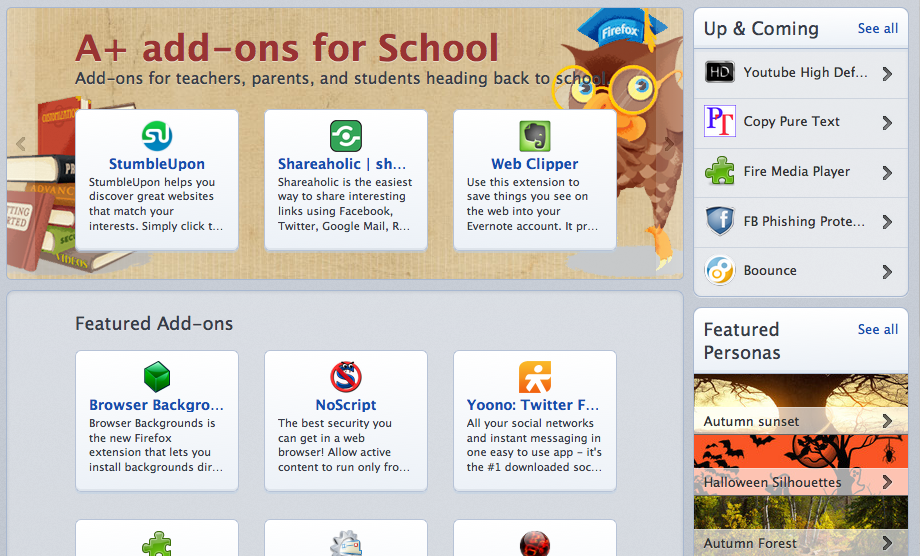 A+ add-ons for School
Add-ons for teachers, parents, and students heading back to school
Firefox
StumbleUpon
StumbleUpon helps you
discover great websites
that match your
interests. Simply click t...
Shareaholic | sh...
Shareaholic is the easiest
way to share interesting
links using Facebook,
Twitter, Google Mail, R...
Web Clipper
Use this extension to
save things you see on
the web into your
Evernote account. It pr...
Featured Add-ons
Browser Backgro...
Browser Backgrounds is
the new Firefox
extension that lets you
install backgrounds dir...
NoScript
The best security you
can get in a web
browser! Allow active
content to run only fro...
Yoono: Twitter F...
All your social networks
and instant messaging in
one easy to use app - it's
the #1 downloaded soc...
Up & Coming
See all
HD
Youtube High Def...
PT
Copy Pure Text
Fire Media Player
FB Phishing Prote...
Boounce
Featured
Personas
See all
Autumn sunset
Halloween Silhouettes
Autumn Forest